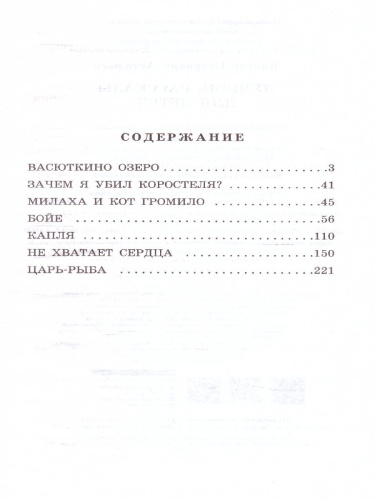 СОДЕРЖАНИЕ
ВАСЮТКИНО ОЗЕРО....................3
ЗАЧЕМ Я УБИЛ КОРОСТЕЛЯ?............41
МИЛАХА И КОТ ГРОМИЛО...............45
БОЙЕ...............................56
КАПЛЯ..............................110
НЕ ХВАТАЕТ СЕРДЦА..................150
ЦАРЬ-РЫБА..........................221